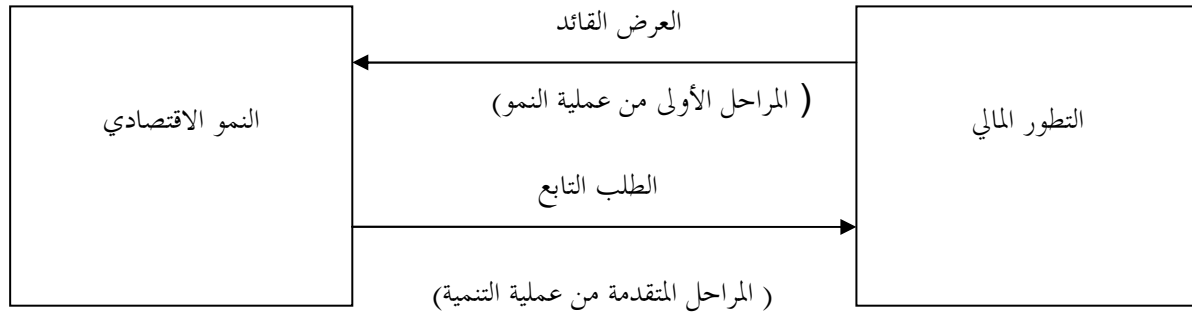 العرض القائد
( المراحل الأولى من عملية النمو)
التطور المالي
النمو الاقتصادي
الطلب التابع
( المراحل المتقدمة من عملية التنمية)